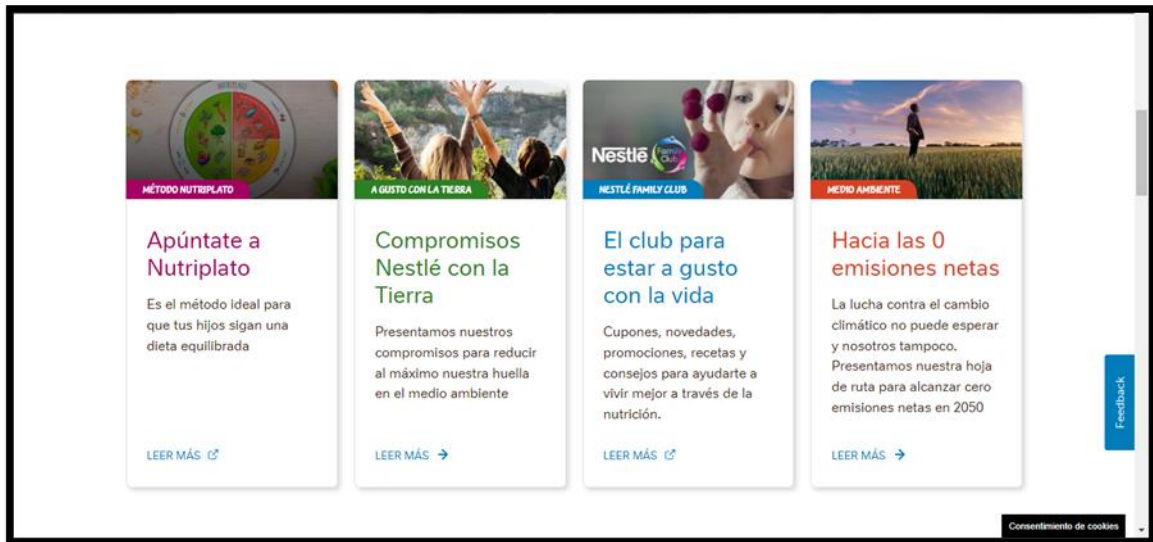 MÉTODO NUTRIPLATO
Apúntate a
Nutriplato
Es el método ideal para
que tus hijos sigan una
dieta equilibrada
LEER MÁS
A GUSTO CON LA TIERRA
Compromisos
Nestlé con la
Tierra
Presentamos nuestros
compromisos para reducir
al máximo nuestra huella
en el medio ambiente
LEER MÁS
Nestlé Family Club
NESTLÉ FAMILY CLUB
El club para
estar a gusto
con la vida
Cupones, novedades,
promociones, recetas y
consejos para ayudarte a
vivir mejor a través de la
nutrición.
LEER MÁS
MEDIO AMBIENTE
Hacia las 0
emisiones netas
La lucha contra el cambio
climático no puede esperar
y nosotros tampoco.
Presentamos nuestra hoja
de ruta para alcanzar cero
emisiones netas en 2050
LEER MÁS
Feedback
Consentimiento de cookies